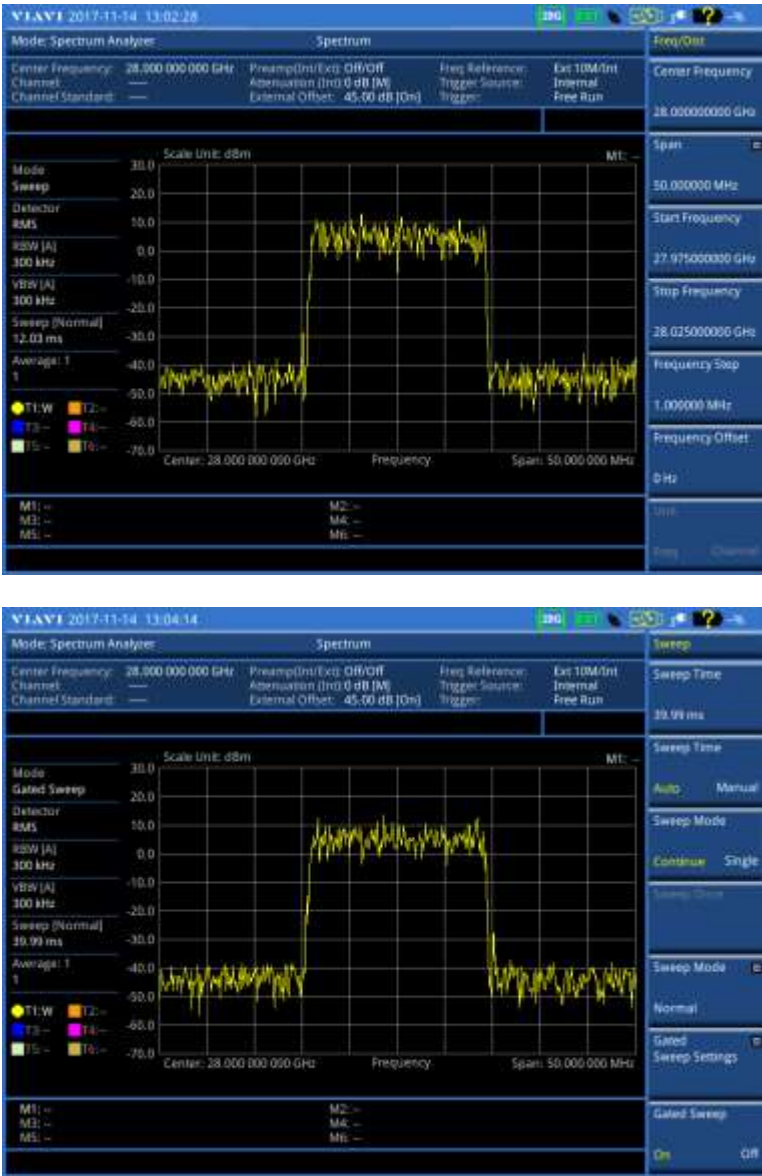 VIAVI 2017-11-14 13:02:28
Mode: Spectrum Analyzer Spectrum
Freq/Dist
Center Frequency: 28.000 000 000 GHz Preamp(Int/Ext): Off/Off Freq Reference: Ext 10M/Int
Channel: ---- Attenuation (Int): 0 dB [M] Trigger Source: Internal
Channel Standard: ---- External Offset: 45.00 dB [On] Trigger: Free Run
Center Frequency
28.000000000 GHz
Scale Unit: dBm M1: --
Span
50.000000 MHz
Start Frequency
27.975000000 GHz
Stop Frequency
28.025000000 GHz
Frequency Step
1.000000 MHz
Frequency Offset
0 Hz
Unit
Freq Channel
Mode
Sweep
Detector
RMS
RBW [A]
300 kHz
VBW [A]
300 kHz
Sweep [Normal]
12.03 ms
Average: 1
1
T1:W T2:--
T3:-- T4:--
T5:-- T6:--
30.0
20.0
10.0
0.0
-10.0
-20.0
-30.0
-40.0
-50.0
-60.0
-70.0
Center: 28.000 000 000 GHz Frequency Span: 50.000 000 MHz
M1: -- M2: --
M3: -- M4: --
M5: -- M6: --
VIAVI 2017-11-14 13:04:14
Mode: Spectrum Analyzer Spectrum
Sweep
Center Frequency: 28.000 000 000 GHz Preamp(Int/Ext): Off/Off Freq Reference: Ext 10M/Int
Channel: ---- Attenuation (Int): 0 dB [M] Trigger Source: Internal
Channel Standard: ---- External Offset: 45.00 dB [On] Trigger: Free Run
Sweep Time
39.99 ms
Scale Unit: dBm M1: --
Sweep Time
Auto Manual
Sweep Mode
Continue Single
Sweep Once
Sweep Mode
Normal
Gated
Sweep Settings
Gated Sweep
On Off
Mode
Gated Sweep
Detector
RMS
RBW [A]
300 kHz
VBW [A]
300 kHz
Sweep [Normal]
39.99 ms
Average: 1
1
T1:W T2:--
T3:-- T4:--
T5:-- T6:--
30.0
20.0
10.0
0.0
-10.0
-20.0
-30.0
-40.0
-50.0
-60.0
-70.0
Center: 28.000 000 000 GHz Frequency Span: 50.000 000 MHz
M1: -- M2: --
M3: -- M4: --
M5: -- M6: --